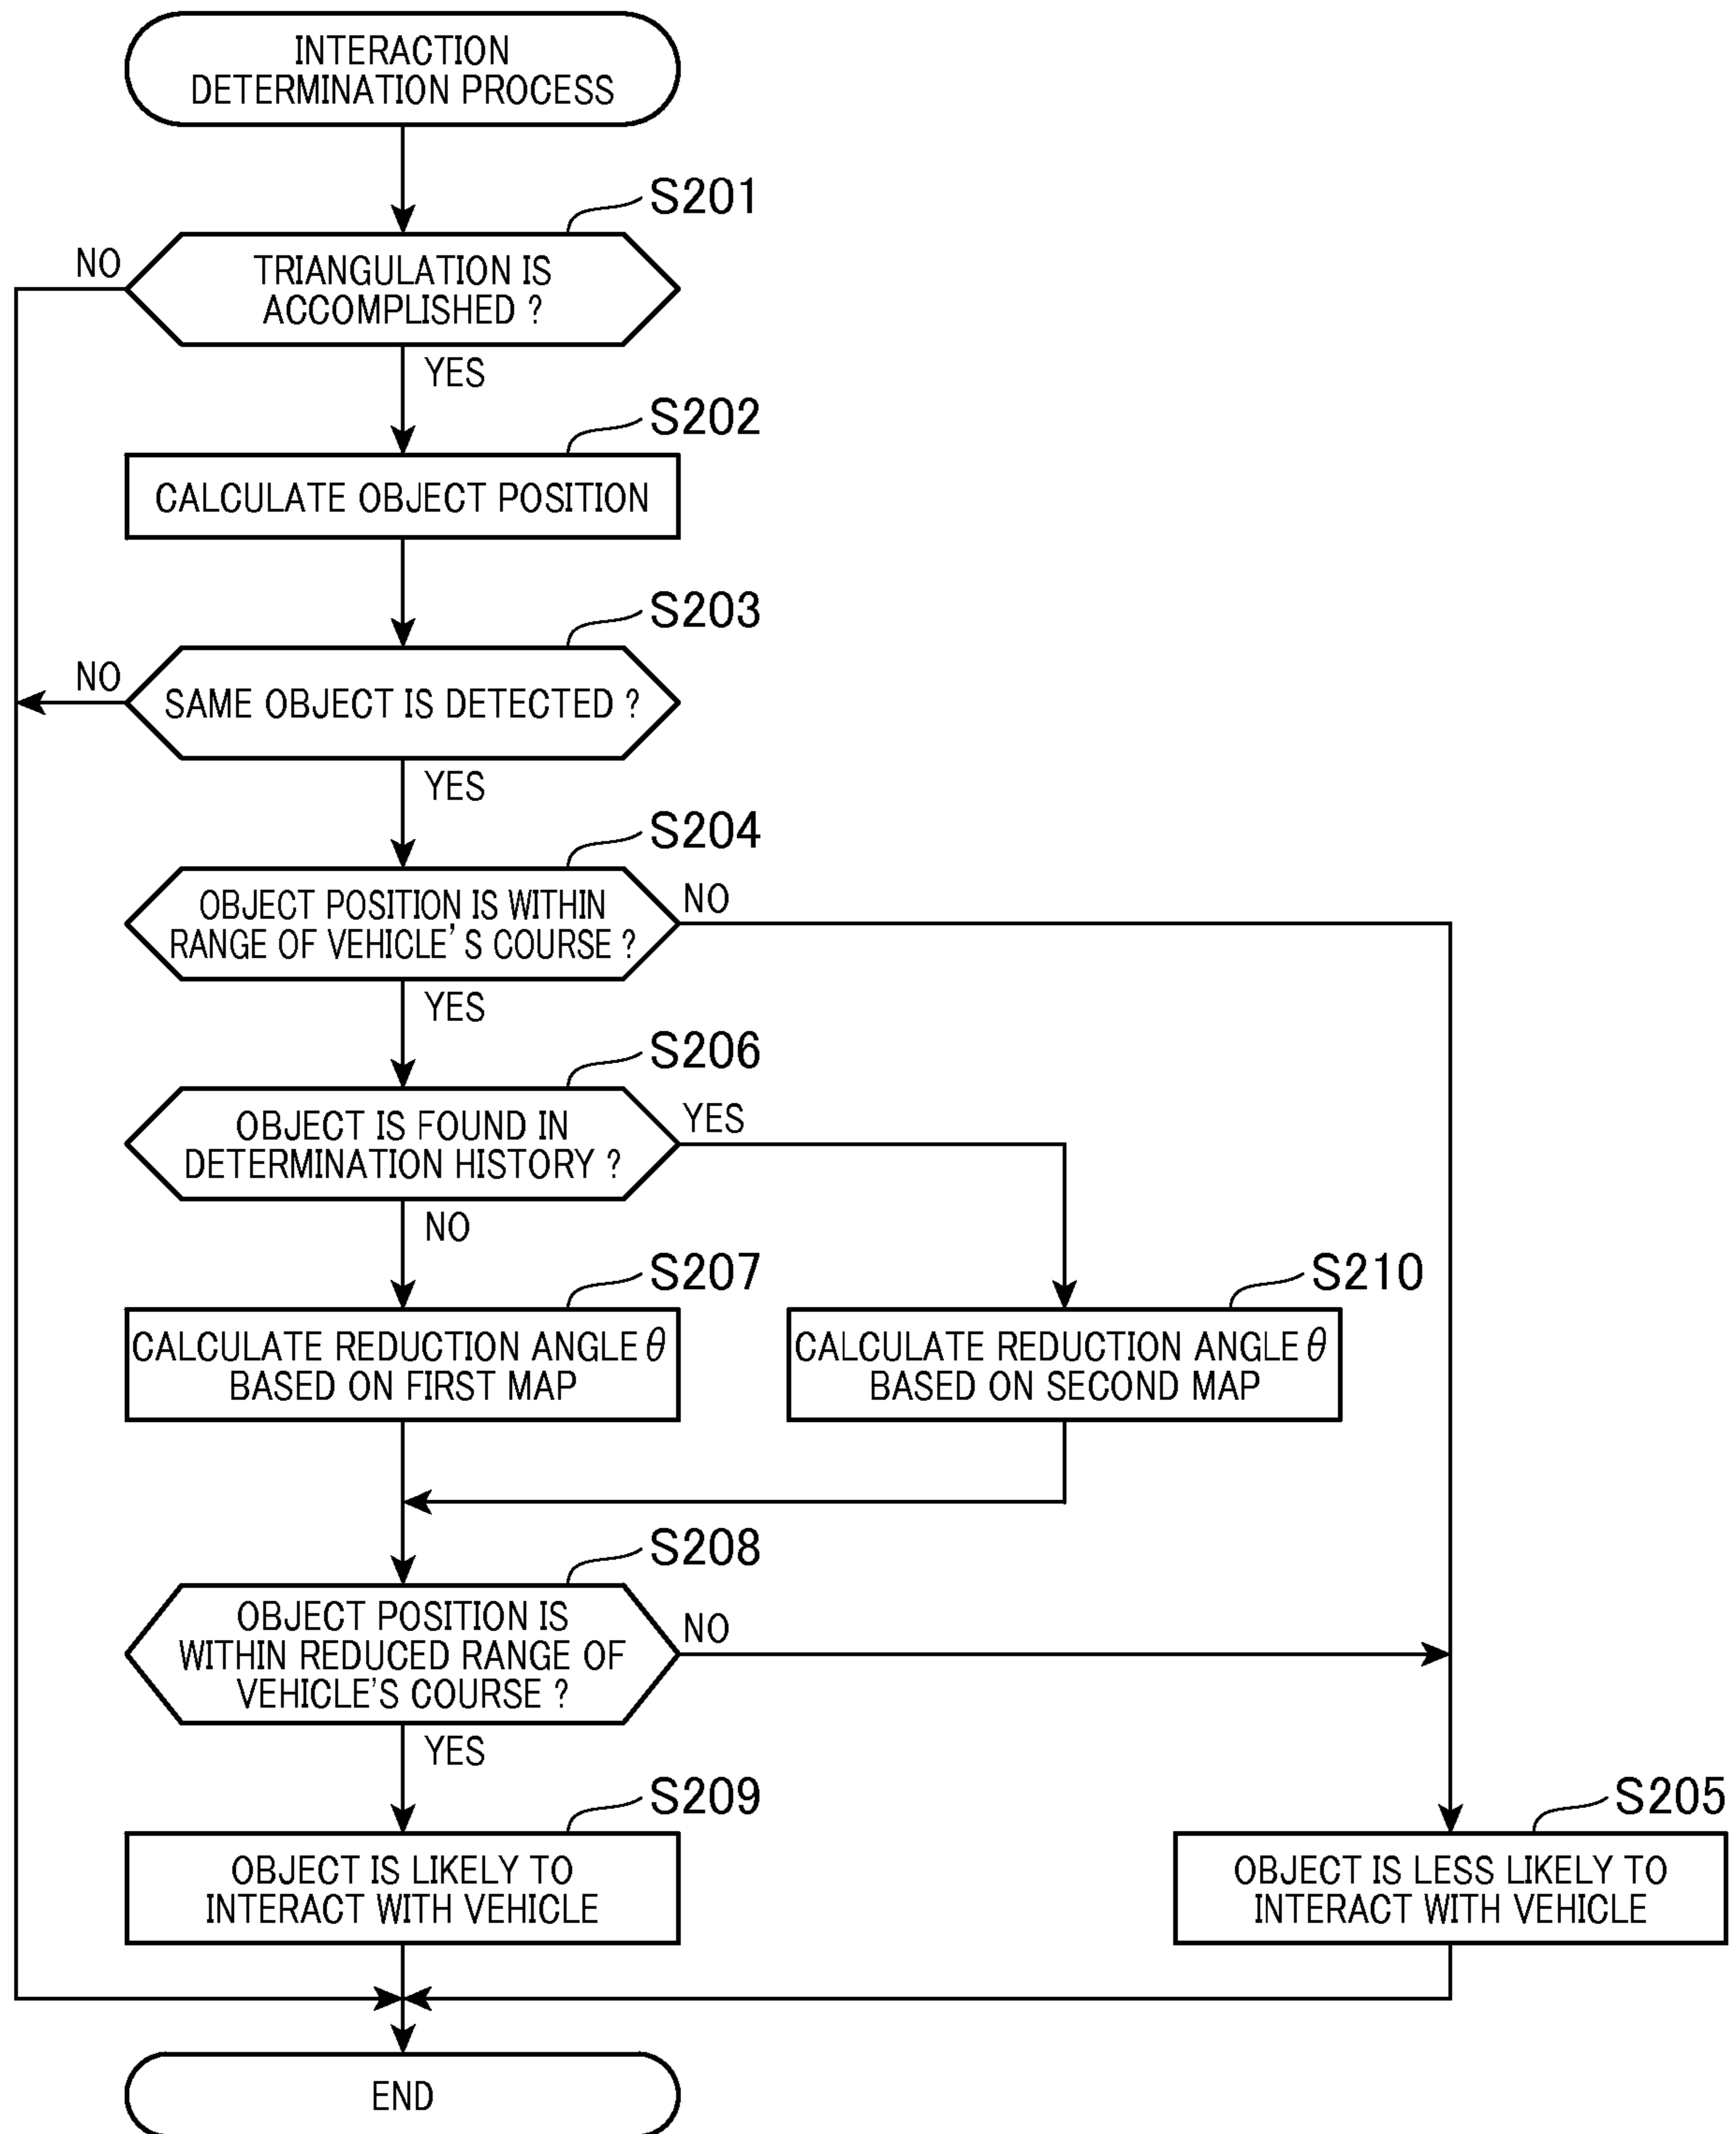 INTERACTION
DETERMINATION PROCESS
S201
NO
TRIANGULATION IS
ACCOMPLISHED ?
YES
S202
CALCULATE OBJECT POSITION
S203
NO
SAME OBJECT IS DETECTED ?
YES
S204
OBJECT POSITION IS WITHIN
RANGE OF VEHICLE'S COURSE ?
NO
YES
S206
OBJECT IS FOUND IN
DETERMINATION HISTORY ?
YES
NO
S207
CALCULATE REDUCTION ANGLE θ
BASED ON FIRST MAP
S210
CALCULATE REDUCTION ANGLE θ
BASED ON SECOND MAP
S208
OBJECT POSITION IS
WITHIN REDUCED RANGE OF
VEHICLE'S COURSE ?
NO
YES
S209
OBJECT IS LIKELY TO
INTERACT WITH VEHICLE
S205
OBJECT IS LESS LIKELY TO
INTERACT WITH VEHICLE
END